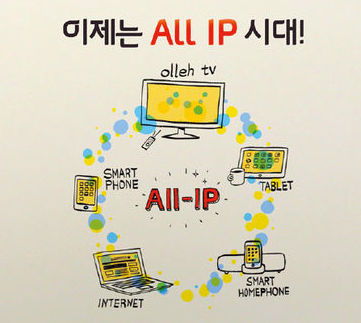 이제는 All IP 시대!
olleh tv
SMART
PHONE
All-IP
TABLET
INTERNET
SMART
HOMEPHONE